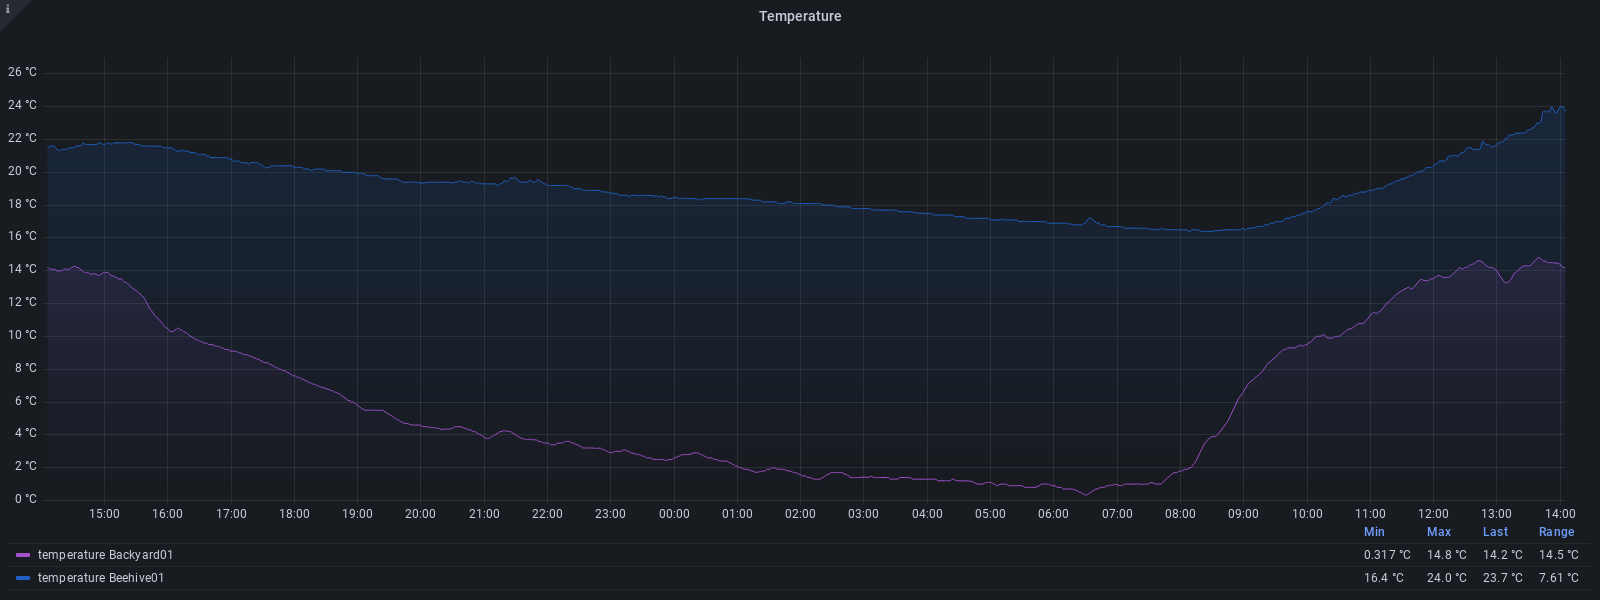 i
Temperature
26 °C
24 °C
22 °C
20 °C
18 °C
16 °C
14 °C
12 °C
10 °C
8 °C
6 °C
4 °C
2 °C
0 °C
15:00 16:00 17:00 18:00 19:00 20:00 21:00 22:00 23:00 00:00 01:00 02:00 03:00 04:00 05:00 06:00 07:00 08:00 09:00 10:00 11:00 12:00 13:00 14:00
Min Max Last Range
temperature Backyard01 0.317 °C 14.8 °C 14.2 °C 14.5 °C
temperature Beehive01 16.4 °C 24.0 °C 23.7 °C 7.61 °C